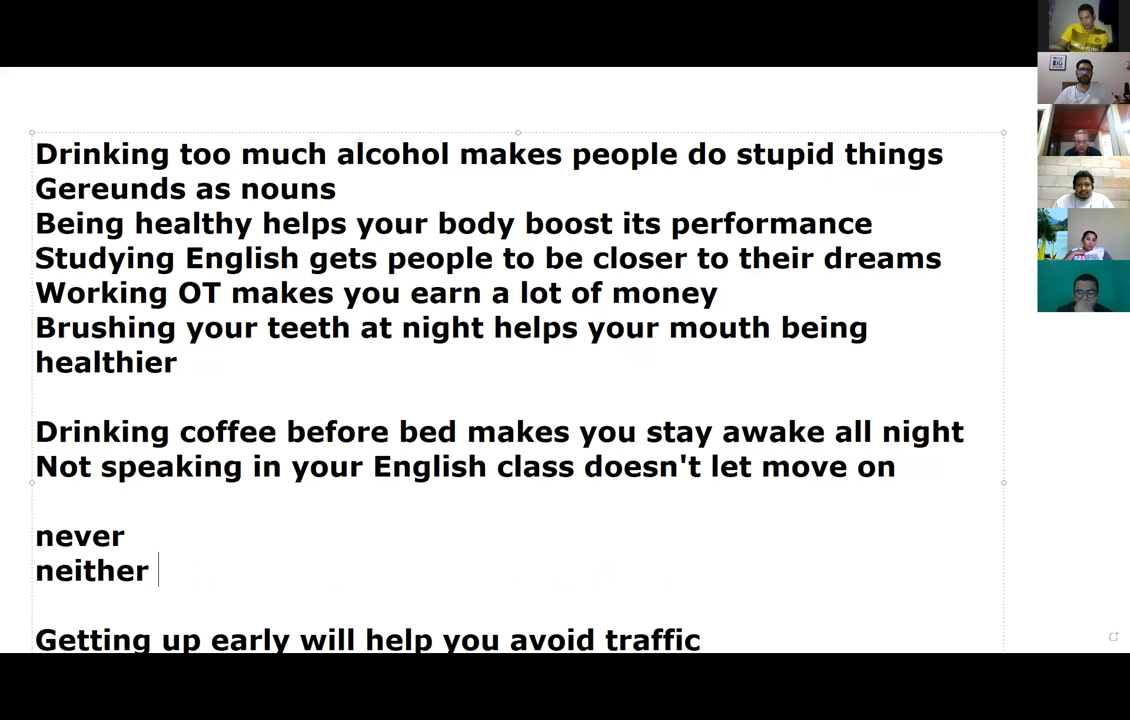 Drinking too much alcohol makes people do stupid things
Gereunds as nouns
Being healthy helps your body boost its performance
Studying English gets people to be closer to their dreams
Working OT makes you earn a lot of money
Brushing your teeth at night helps your mouth being
healthier
Drinking coffee before bed makes you stay awake all night
Not speaking in your English class doesn't let move on
never
neither
Getting up early will help you avoid traffic
BIG